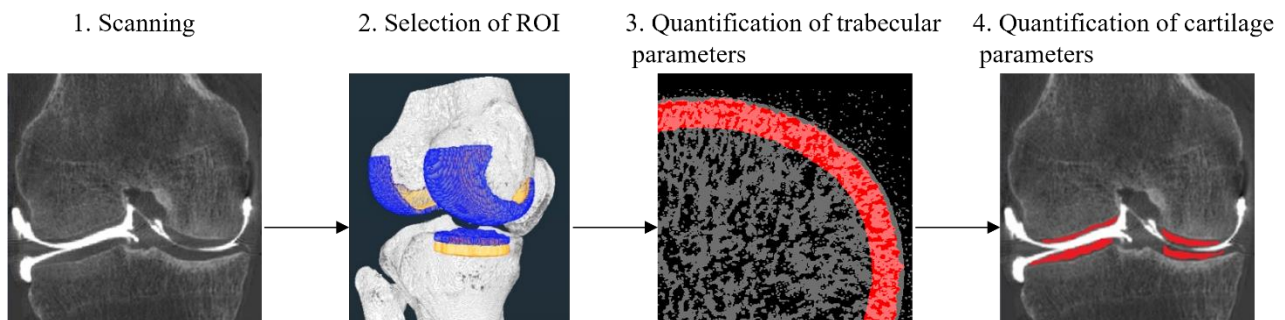 1. Scanning
2. Selection of ROI
3. Quantification of trabecular
parameters
4. Quantification of cartilage
parameters